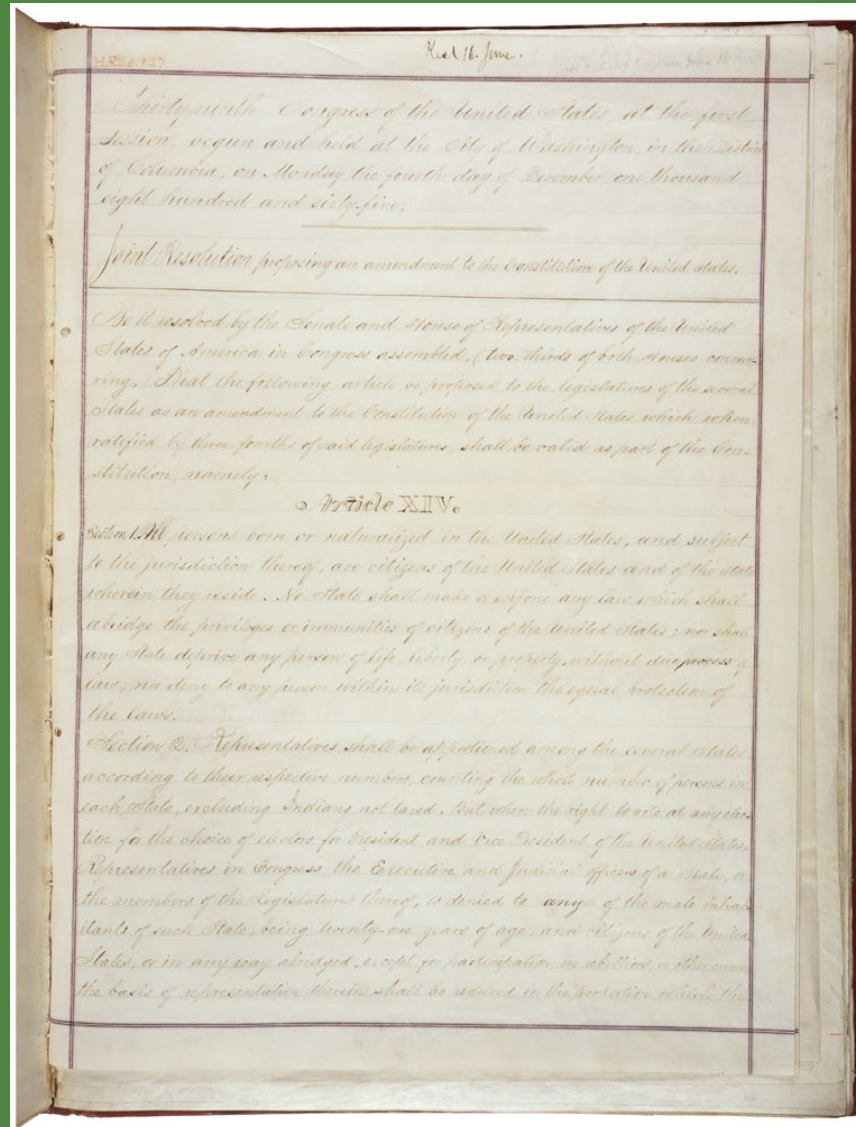 H.Res. 127
Recd 16. June.
Thirty-ninth Congress of the United States, at the first
Session, begun and held at the City of Washington, in the District
of Columbia, on Monday the fourth day of December, one thousand
eight hundred and sixty-five.
Joint Resolution proposing an amendment to the Constitution of the United States.
Be it resolved by the Senate and House of Representatives of the United
States of America in Congress assembled, (two-thirds of both Houses concur-
ring,) That the following article be proposed to the legislatures of the several
States as an amendment to the Constitution of the United States, which, when
ratified by three-fourths of said legislatures, shall be valid as part of the Con-
stitution, namely:
Article XIV.
Section 1. All persons born or naturalized in the United States, and subject
to the jurisdiction thereof, are citizens of the United States and of the State
wherein they reside. No State shall make or enforce any law which shall
abridge the privileges or immunities of citizens of the United States; nor shall
any State deprive any person of life, liberty, or property, without due process of
law; nor deny to any person within its jurisdiction the equal protection of
the laws.
Section 2. Representatives shall be apportioned among the several States
according to their respective numbers, counting the whole number of persons in
each State, excluding Indians not taxed. But when the right to vote at any elec-
tion for the choice of electors for President and Vice President of the United States,
Representatives in Congress, the Executive and Judicial officers of a State, or
the members of the Legislature thereof, is denied to any of the male inhab-
itants of such State, being twenty-one years of age, and citizens of the United
States, or in any way abridged, except for participation in rebellion, or other crime,
the basis of representation therein shall be reduced in the proportion which the